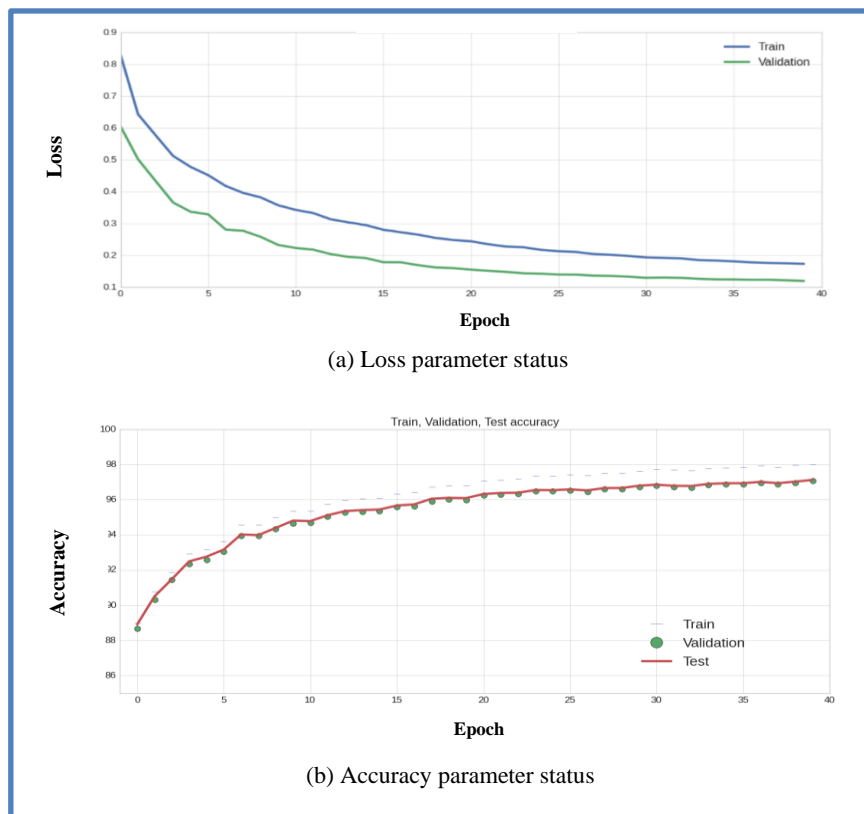 0.9
0.8
0.7
0.6
0.5
0.4
0.3
0.2
0.1
Loss
Train
Validation
0 5 10 15 20 25 30 35 40
Epoch
(a) Loss parameter status
Train, Validation, Test accuracy
100
98
96
94
92
90
88
86
Accuracy
Train
Validation
Test
0 5 10 15 20 25 30 35 40
Epoch
(b) Accuracy parameter status